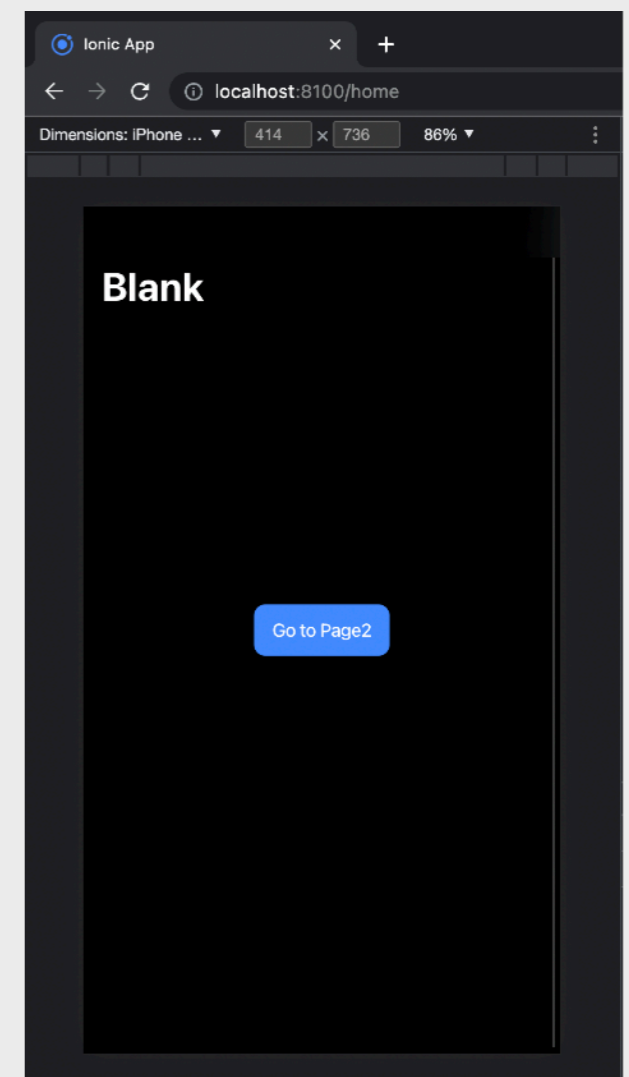 Ionic App
localhost:8100/home
Dimensions: iPhone ... 414 × 736 86%
Blank
Go to Page2